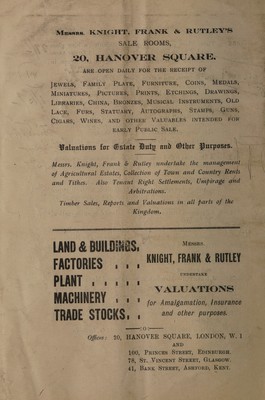 Messrs. KNIGHT, FRANK & RUTLEY'S
SALE ROOMS,
20, HANOVER SQUARE,
ARE OPEN DAILY FOR THE RECEIPT OF
Jewels, Family Plate, Furniture, Coins, Medals,
Miniatures, Pictures, Prints, Etchings, Drawings,
Libraries, China, Bronzes, Musical Instruments, Old
Lace, Furs, Statuary, Autographs, Stamps, Guns,
Cigars, Wines, and other Valuables intended for
early Public Sale.
Valuations for Estate Duty and Other Purposes.
Messrs. Knight, Frank & Rutley undertake the management
of Agricultural Estates, Collection of Town and Country Rents
and Tithes. Also Tenant Right Settlements, Umpirage and
Arbitrations.
Timber Sales, Reports and Valuations in all parts of the
Kingdom.
LAND & BUILDINGS,
FACTORIES . . .
PLANT . . . . .
MACHINERY . . .
TRADE STOCKS, .
Messrs.
KNIGHT, FRANK & RUTLEY
UNDERTAKE
VALUATIONS
for Amalgamation, Insurance
and other purposes.
Offices: 20, HANOVER SQUARE, LONDON, W. 1
AND
100, Princes Street, Edinburgh.
78, St. Vincent Street, Glasgow.
41, Bank Street, Ashford, Kent.